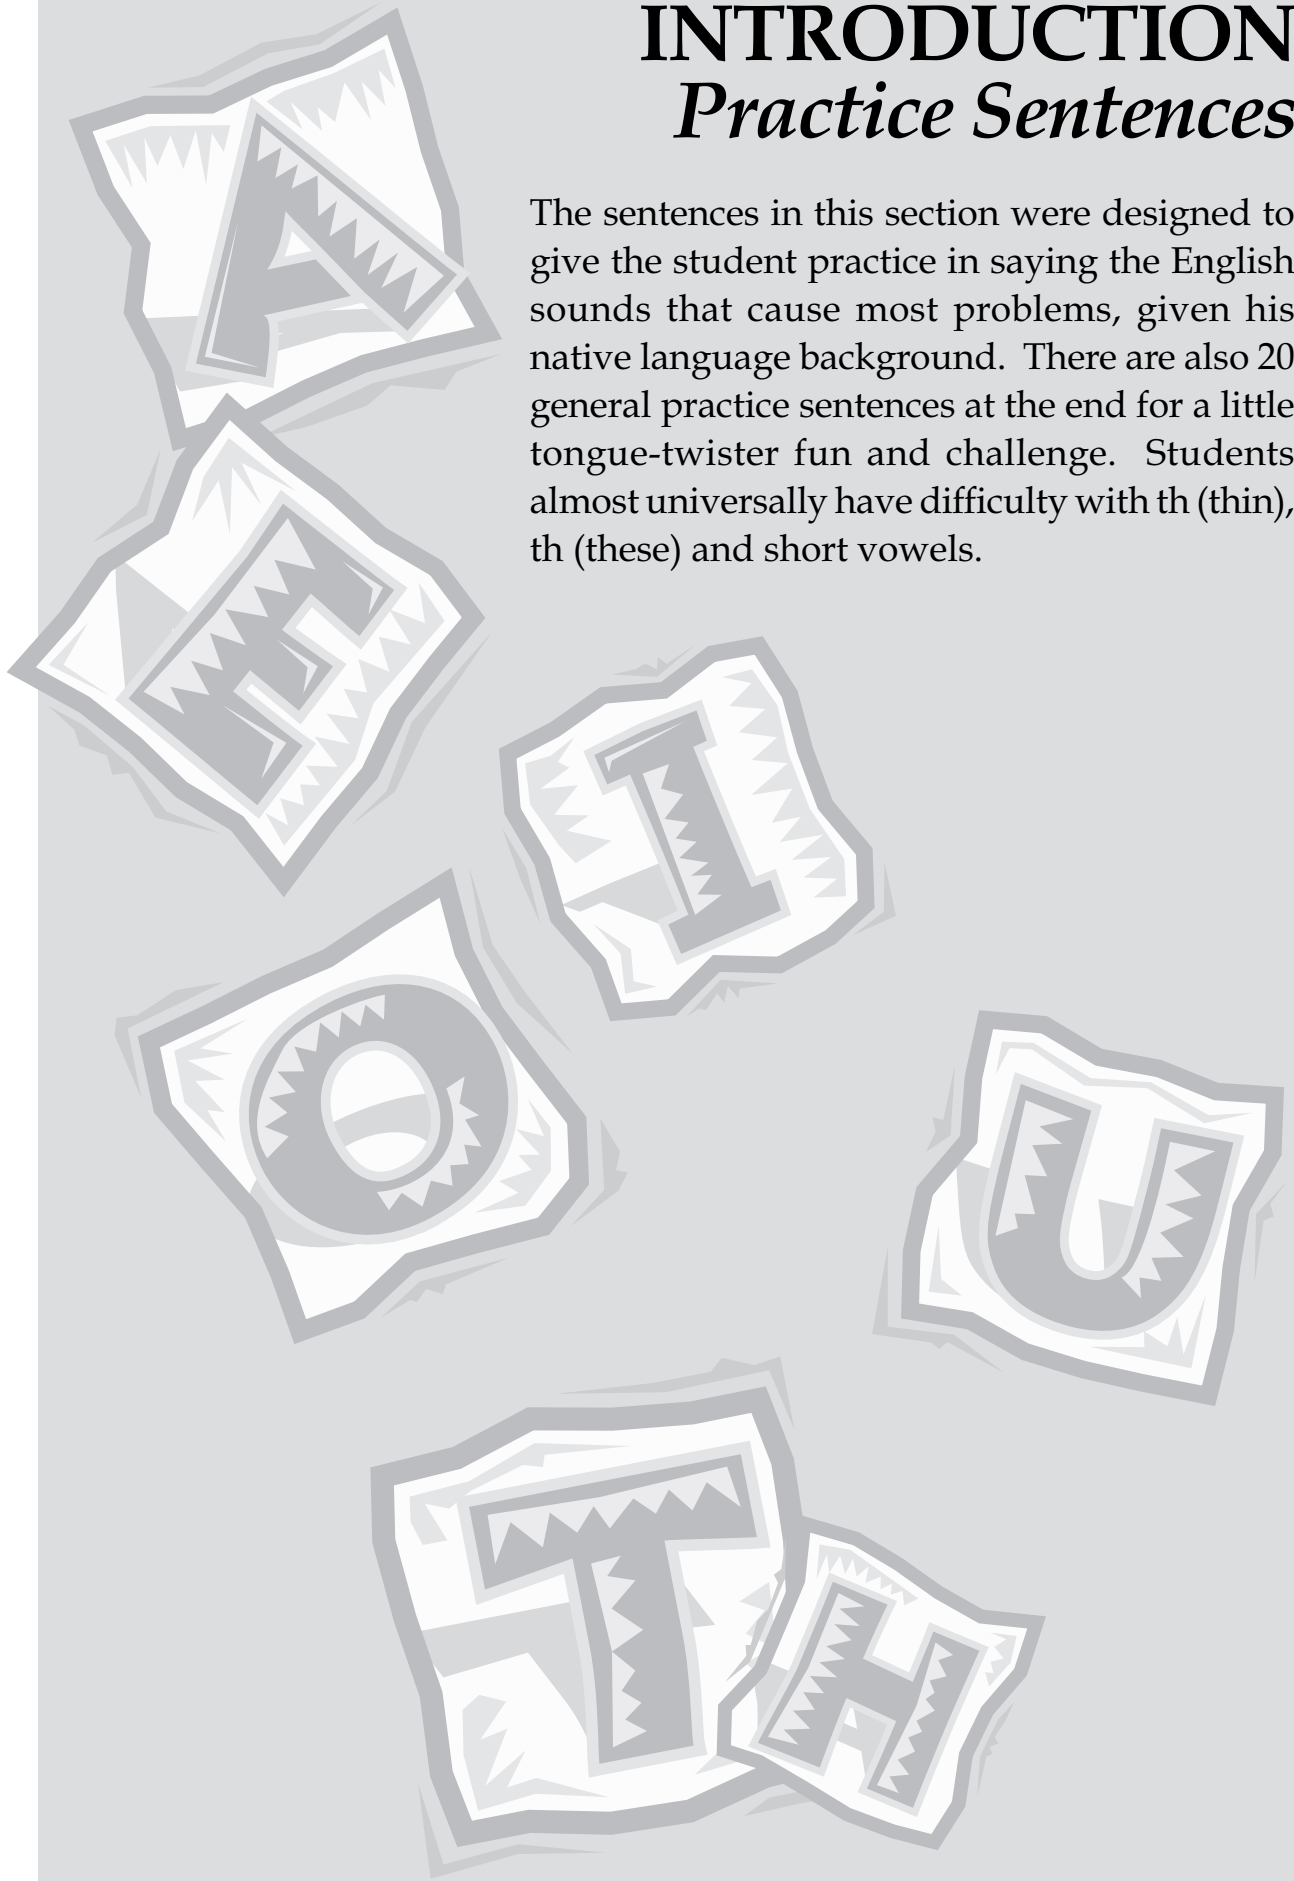 INTRODUCTION
Practice Sentences
The sentences in this section were designed to
give the student practice in saying the English
sounds that cause most problems, given his
native language background. There are also 20
general practice sentences at the end for a little
tongue-twister fun and challenge. Students
almost universally have difficulty with th (thin),
th (these) and short vowels.
A
E
I
O
U
T
H